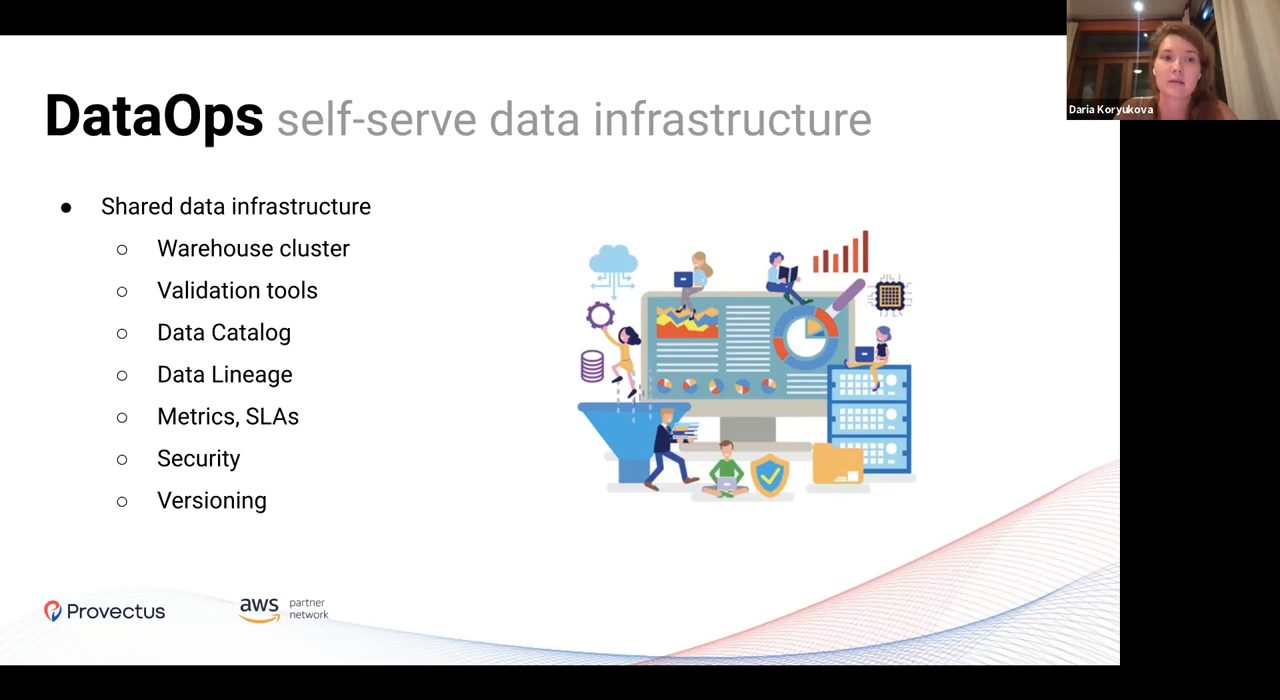 Daria Koryukova
DataOps self-serve data infrastructure
● Shared data infrastructure
○ Warehouse cluster
○ Validation tools
○ Data Catalog
○ Data Lineage
○ Metrics, SLAs
○ Security
○ Versioning
Provectus
aws partner
network